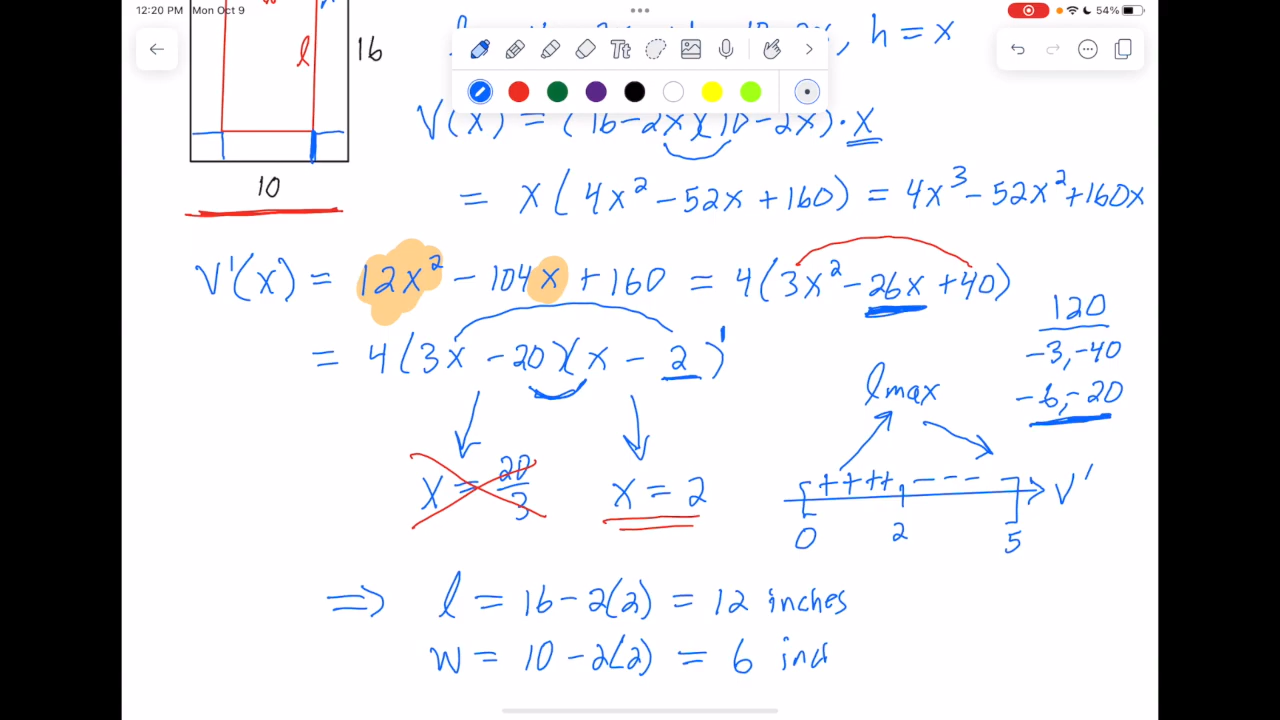 12:20 PM Mon Oct 9
54%
l
16
, h = x
Tt
V(x) = (16-2x)(10-2x)·x
10
= x(4x² - 52x + 160) = 4x³ - 52x² + 160x
V'(x) = 12x² - 104x + 160 = 4(3x² - 26x + 40)
120
-3, -40
-6, -20
= 4(3x - 20)(x - 2)
lmax
x = 20/3
x = 2
++++ --- V'
0 2 5
⇒ l = 16 - 2(2) = 12 inches
w = 10 - 2(2) = 6 inc